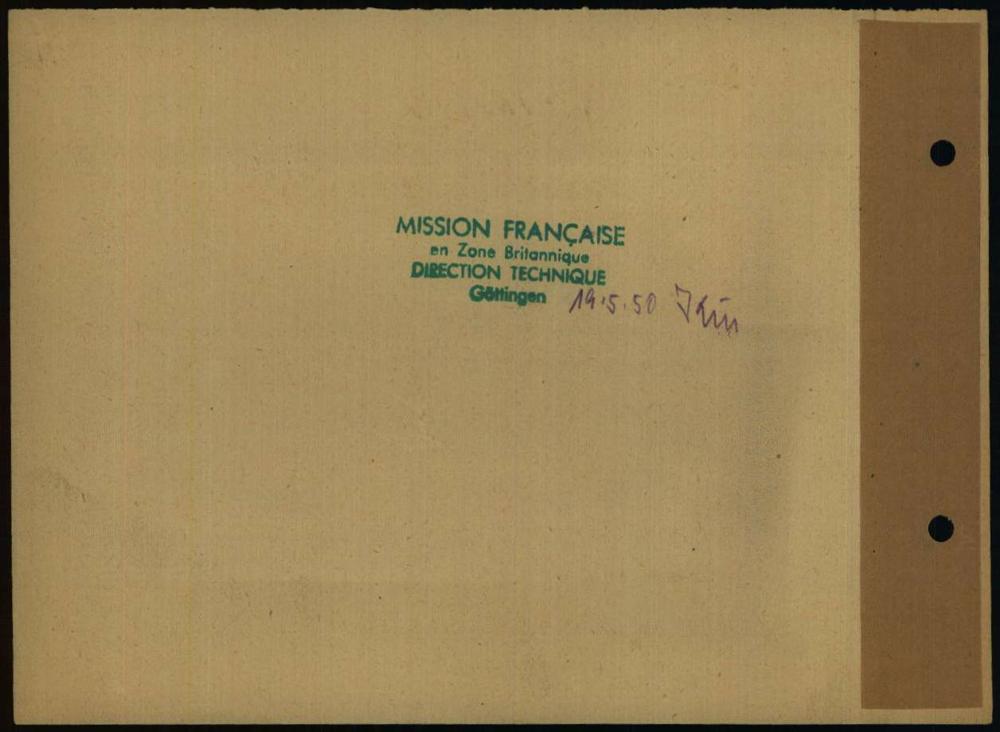 MISSION FRANÇAISE
en Zone Britannique
DIRECTION TECHNIQUE
Göttingen 19.5.50